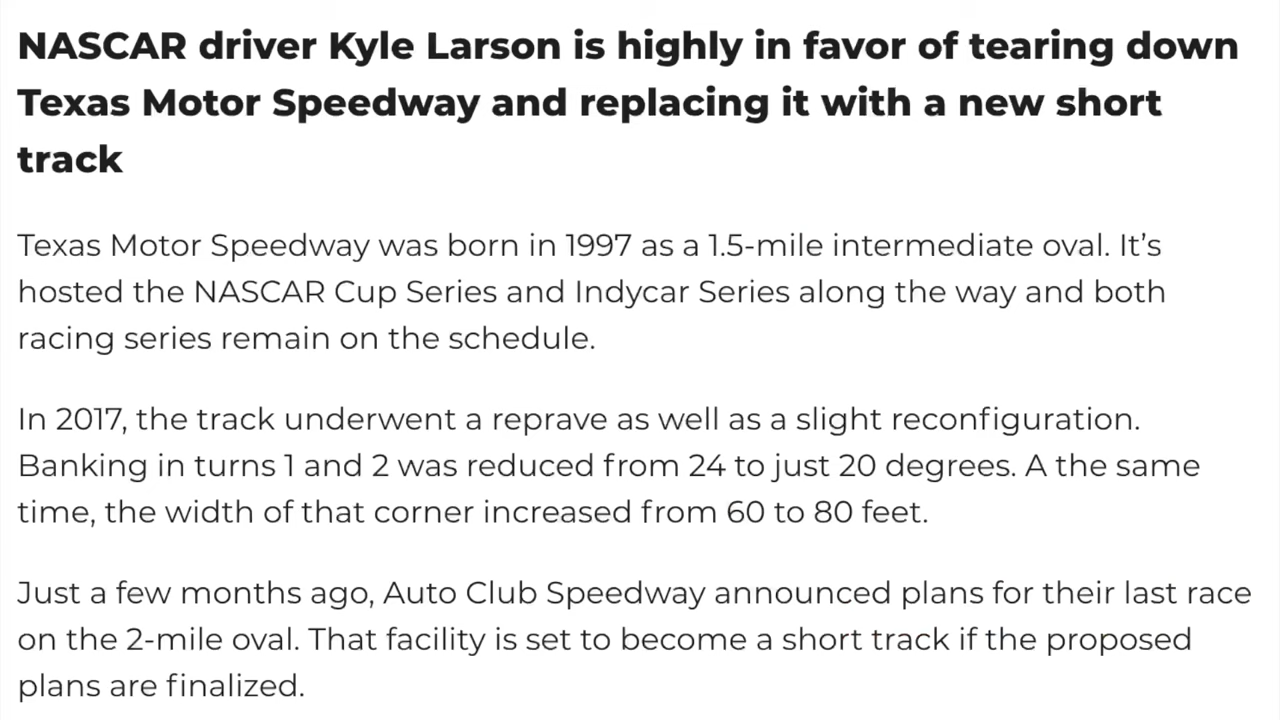 NASCAR driver Kyle Larson is highly in favor of tearing down
Texas Motor Speedway and replacing it with a new short
track
Texas Motor Speedway was born in 1997 as a 1.5-mile intermediate oval. It’s
hosted the NASCAR Cup Series and Indycar Series along the way and both
racing series remain on the schedule.
In 2017, the track underwent a reprave as well as a slight reconfiguration.
Banking in turns 1 and 2 was reduced from 24 to just 20 degrees. A the same
time, the width of that corner increased from 60 to 80 feet.
Just a few months ago, Auto Club Speedway announced plans for their last race
on the 2-mile oval. That facility is set to become a short track if the proposed
plans are finalized.